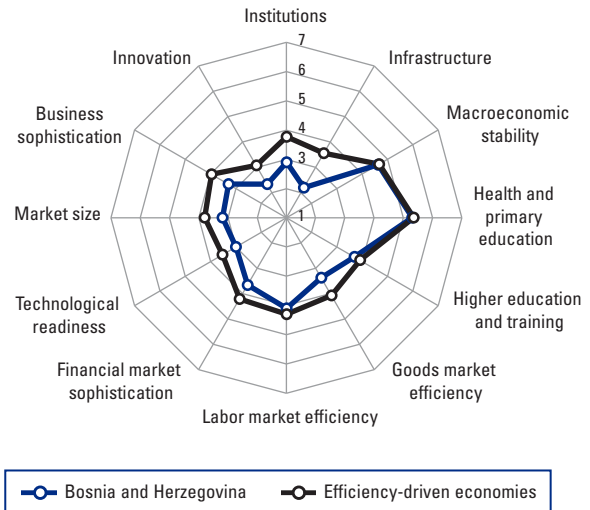 Institutions
7
6
5
4
3
1
Infrastructure
Macroeconomic
stability
Health and
primary
education
Higher education
and training
Goods market
efficiency
Labor market efficiency
Financial market
sophistication
Technological
readiness
Market size
Business
sophistication
Innovation
Bosnia and Herzegovina
Efficiency-driven economies